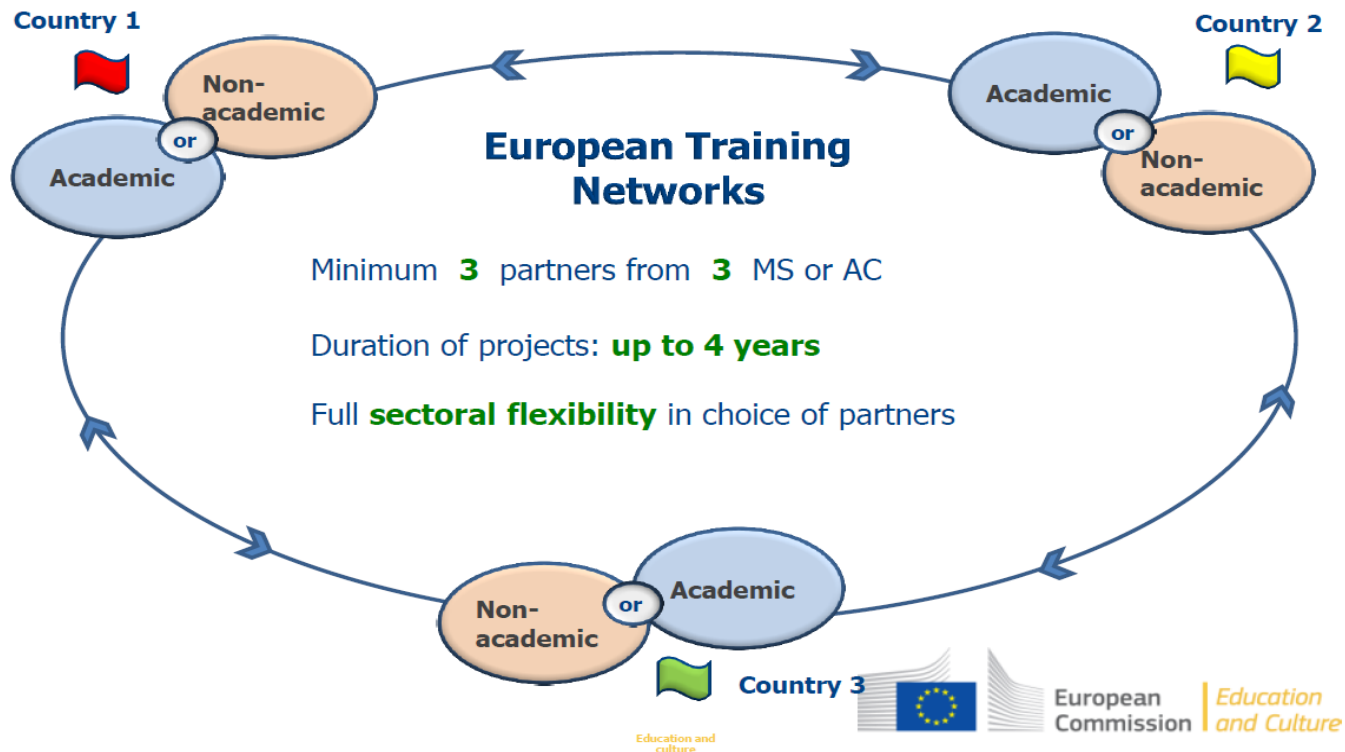 Country 1
Country 2
Non-
academic
or
Academic
Academic
or
Non-
academic
European Training
Networks
Minimum 3 partners from 3 MS or AC
Duration of projects: up to 4 years
Full sectoral flexibility in choice of partners
Non-
academic
or
Academic
Country 3
European
Commission
Education
and Culture
Education and
culture